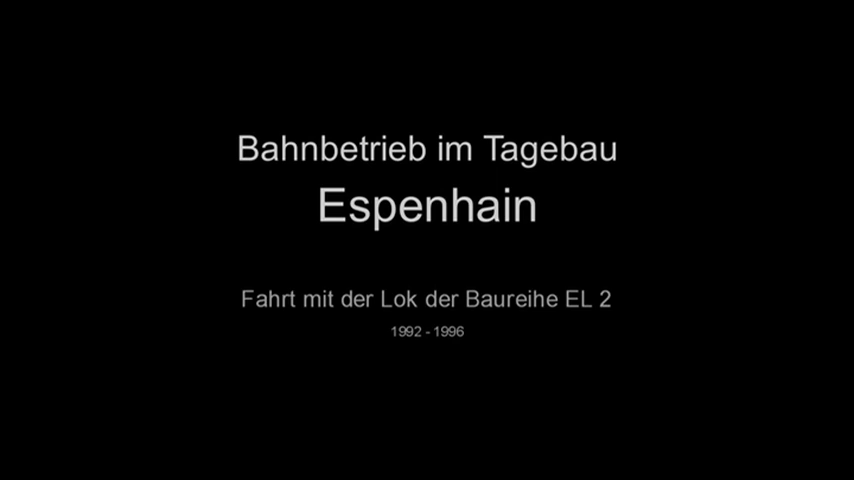 Bahnbetrieb im Tagebau
Espenhain
Fahrt mit der Lok der Baureihe EL 2
1992 - 1996